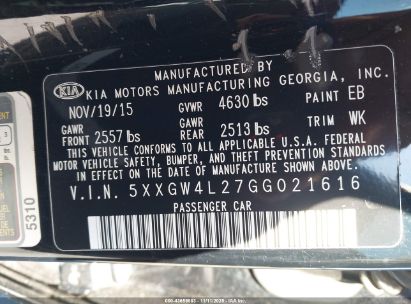 MANUFACTURED BY
KIA KIA MOTORS MANUFACTURING GEORGIA, INC.
NOV/19/15 GVWR 4630 lbs PAINT EB
GAWR FRONT 2557 lbs GAWR REAR 2513 lbs TRIM WK
THIS VEHICLE CONFORMS TO ALL APPLICABLE U.S.A. FEDERAL
MOTOR VEHICLE SAFETY, BUMPER, AND THEFT PREVENTION STANDARDS
IN EFFECT ON THE DATE OF MANUFACTURE SHOWN ABOVE.
V.I.N. 5XXGW4L27GG021616
PASSENGER CAR
5310